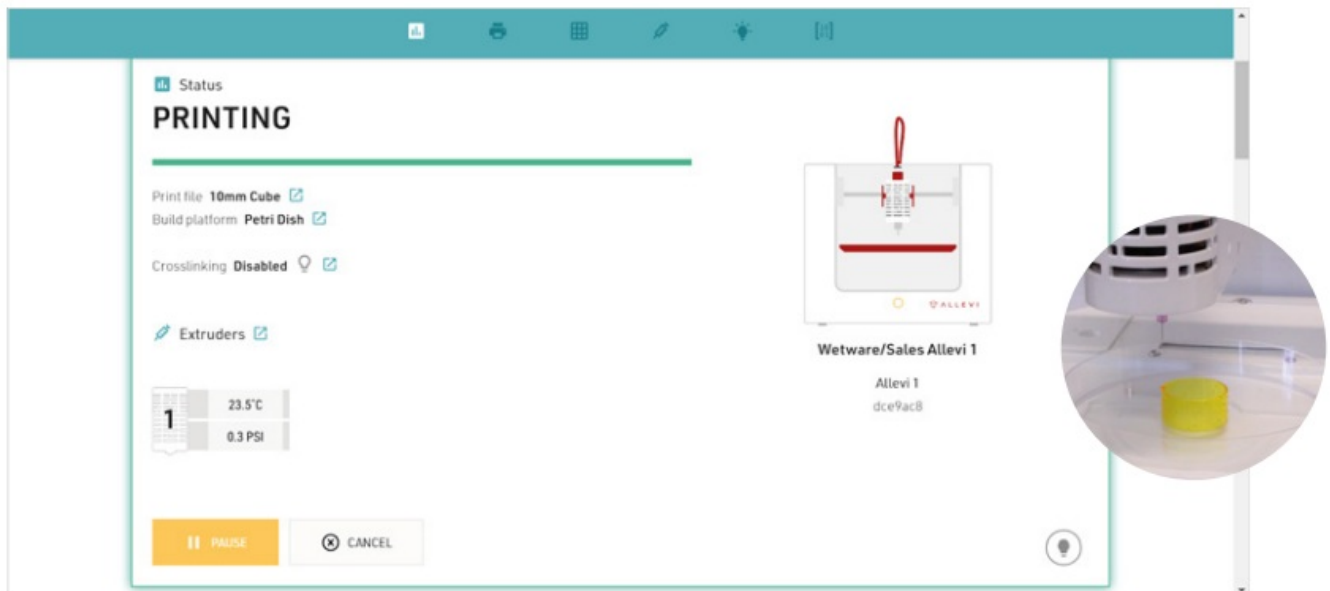 Status
PRINTING
Print file 10mm Cube
Build platform Petri Dish
Crosslinking Disabled
Extruders
1
23.5°C
0.3 PSI
PAUSE
CANCEL
ALLEVI
Wetware/Sales Allevi 1
Allevi 1
dce9ac8